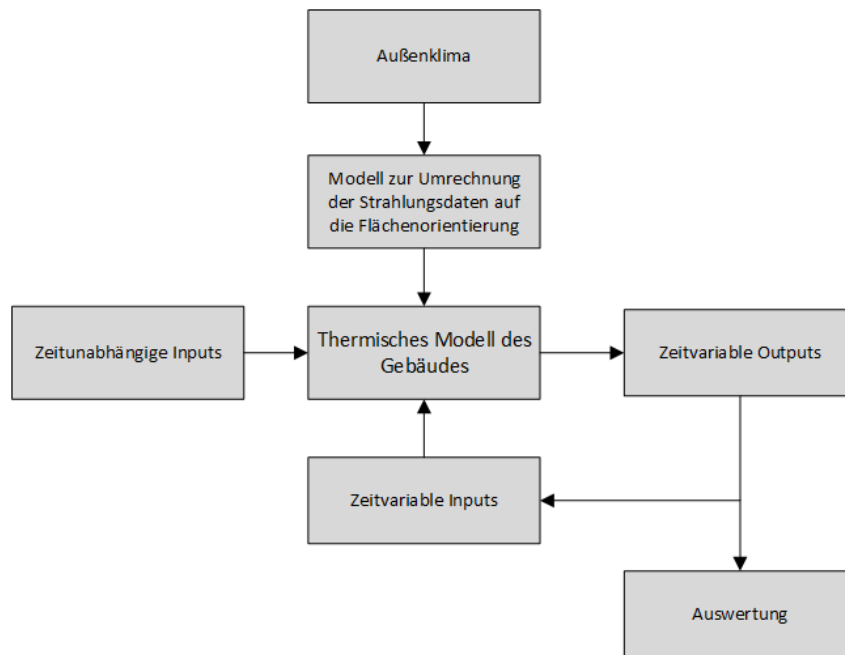 Außenklima
Modell zur Umrechnung
der Strahlungsdaten auf
die Flächenorientierung
Zeitunabhängige Inputs
Thermisches Modell des
Gebäudes
Zeitvariable Outputs
Zeitvariable Inputs
Auswertung